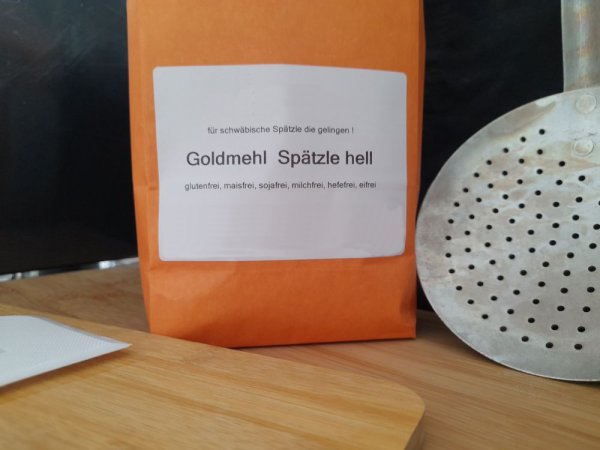 für schwäbische Spätzle die gelingen !
Goldmehl Spätzle hell
glutenfrei, maisfrei, sojafrei, milchfrei, hefefrei, eifrei